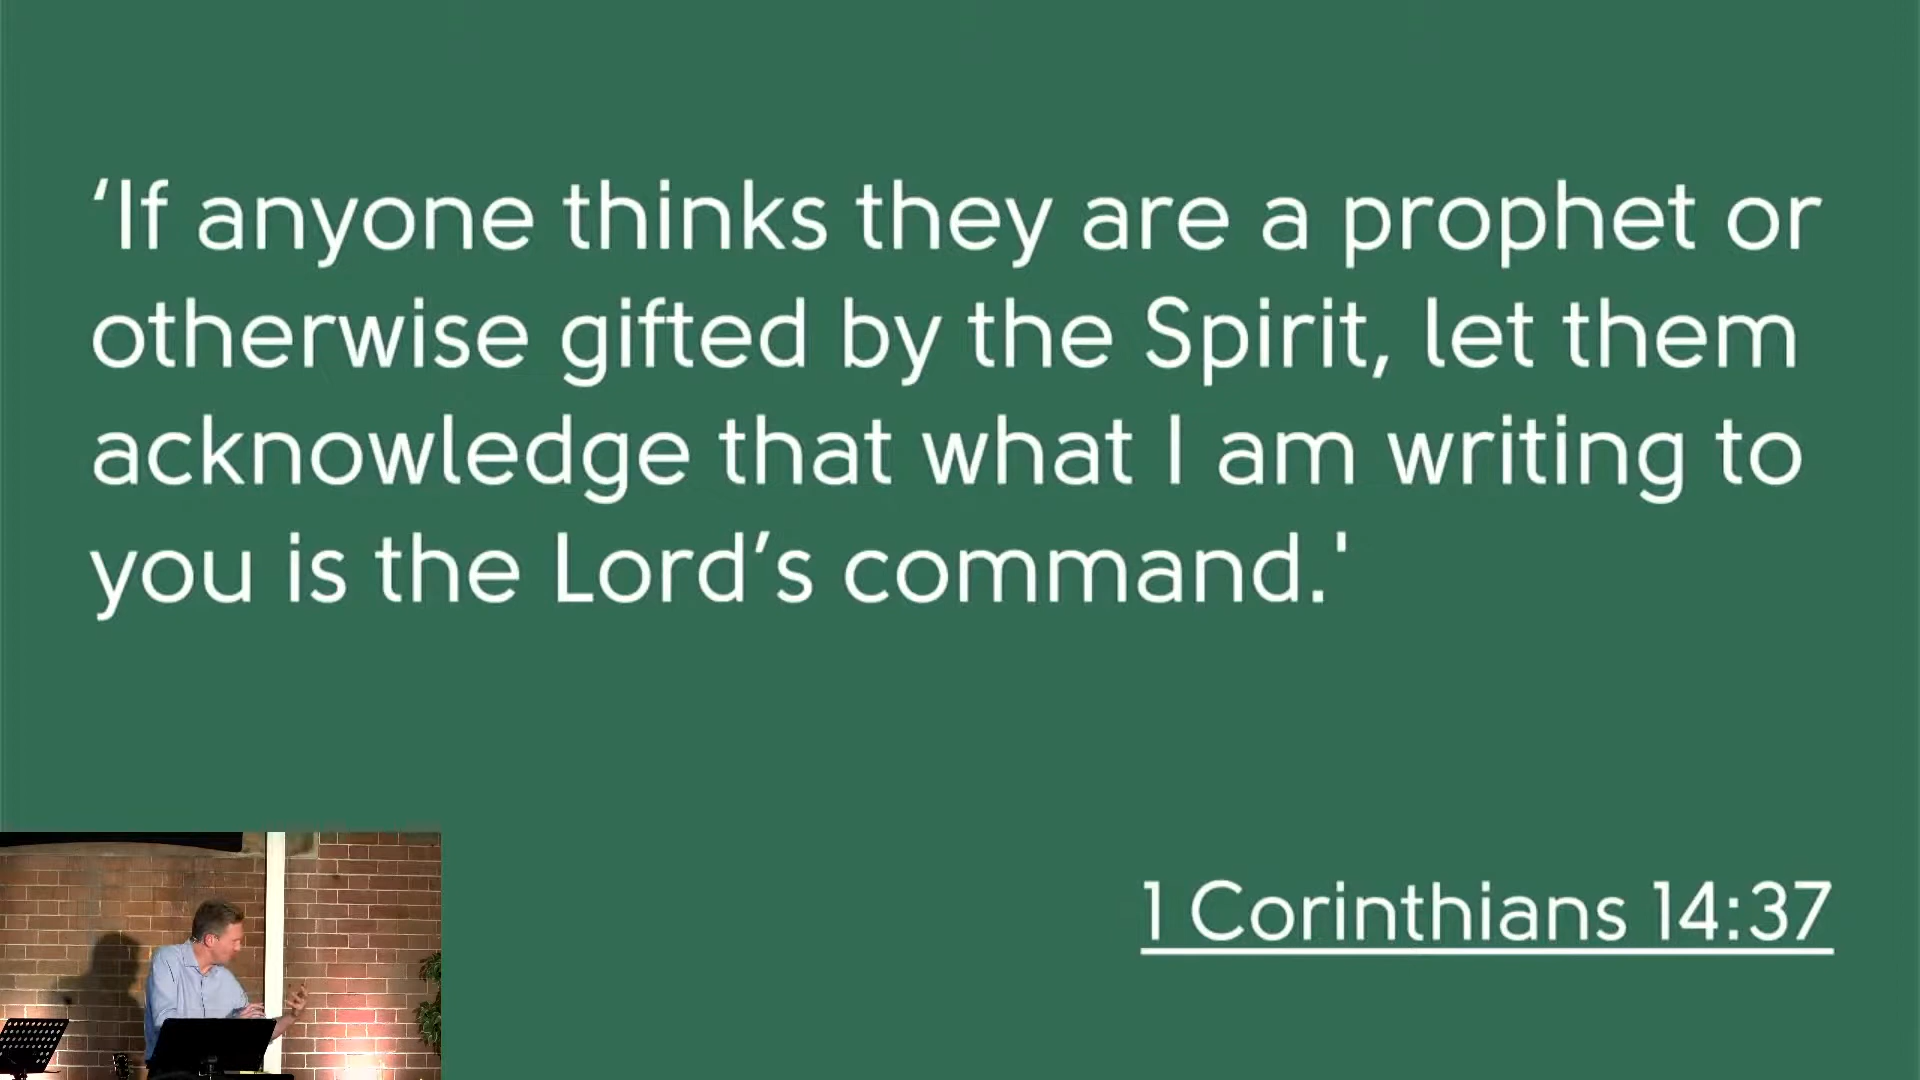 ‘If anyone thinks they are a prophet or
otherwise gifted by the Spirit, let them
acknowledge that what I am writing to
you is the Lord’s command.'
1 Corinthians 14:37